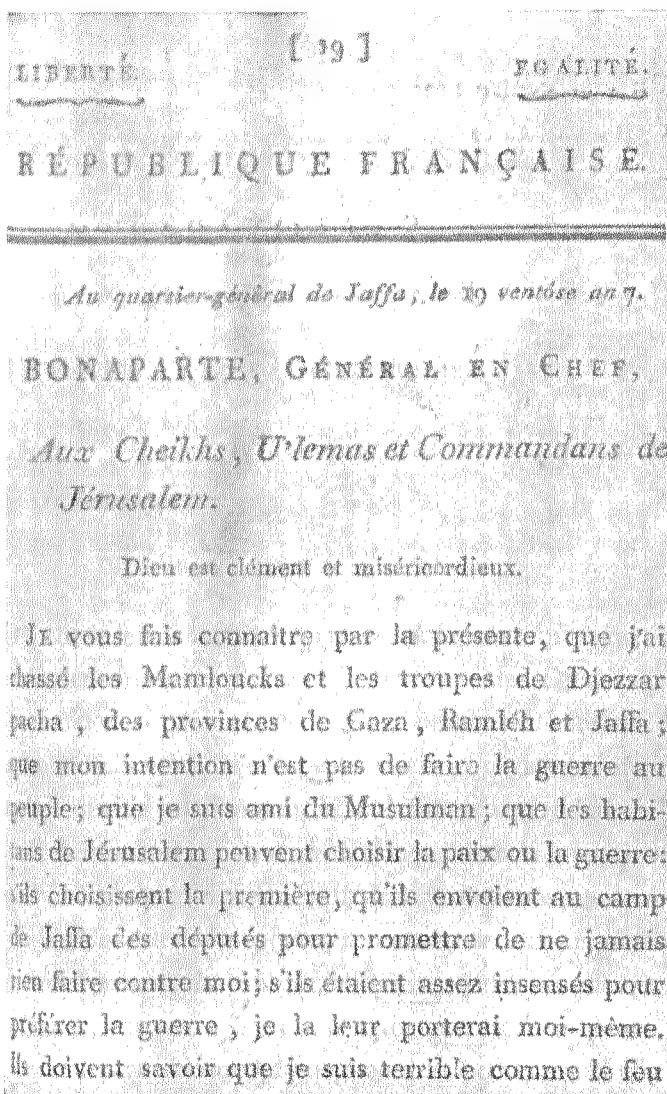 [ 19 ]
LIBERTÉ. EGALITÉ.
RÉPUBLIQUE FRANÇAISE.
Au quartier-général de Jaffa, le 19 ventôse an 7.
BONAPARTE, GÉNÉRAL EN CHEF,
Aux Cheikhs, U'lemas et Commandans de
Jérusalem.
Dieu est clément et miséricordieux.
JE vous fais connaître par la présente, que j'ai
chassé les Mamloucks et les troupes de Djezzar
pacha, des provinces de Gaza, Ramléh et Jaffa;
que mon intention n'est pas de faire la guerre au
peuple; que je suis ami du Musulman; que les habi-
tans de Jérusalem peuvent choisir la paix ou la guerre:
s'ils choisissent la première, qu'ils envoient au camp
de Jaffa des députés pour promettre de ne jamais
rien faire contre moi; s'ils étaient assez insensés pour
préférer la guerre, je la leur porterai moi-même.
Ils doivent savoir que je suis terrible comme le feu